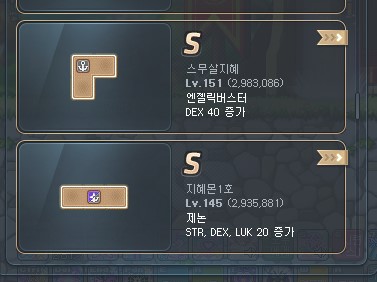 S
스무살지혜
Lv.151 (2,983,086)
엔젤릭버스터
DEX 40 증가
S
지혜몬1호
Lv.145 (2,935,881)
제논
STR, DEX, LUK 20 증가